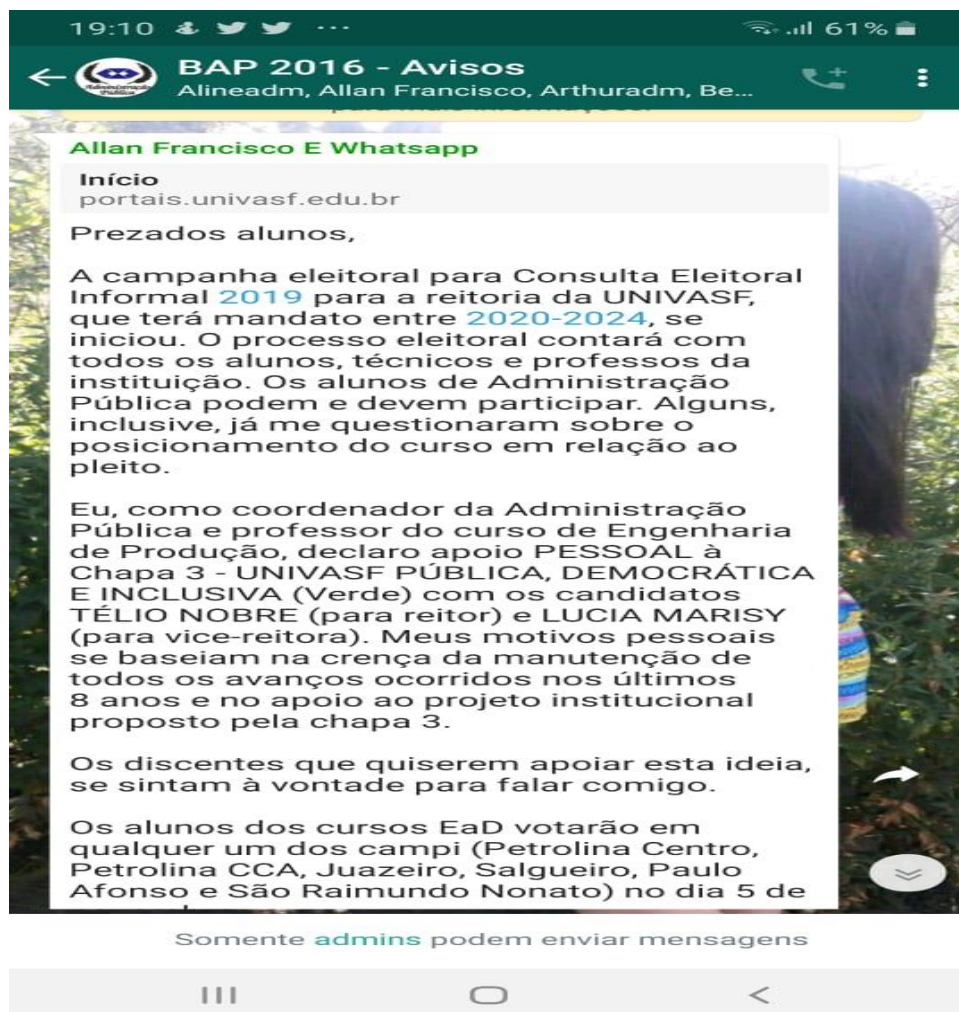 19:10 ...
61%
BAP 2016 - Avisos
Alineadm, Allan Francisco, Arthuradm, Be...
para mais informações.
Allan Francisco E Whatsapp
Início
portais.univasf.edu.br
Prezados alunos,
A campanha eleitoral para Consulta Eleitoral
Informal 2019 para a reitoria da UNIVASF,
que terá mandato entre 2020-2024, se
iniciou. O processo eleitoral contará com
todos os alunos, técnicos e professos da
instituição. Os alunos de Administração
Pública podem e devem participar. Alguns,
inclusive, já me questionaram sobre o
posicionamento do curso em relação ao
pleito.
Eu, como coordenador da Administração
Pública e professor do curso de Engenharia
de Produção, declaro apoio PESSOAL à
Chapa 3 - UNIVASF PÚBLICA, DEMOCRÁTICA
E INCLUSIVA (Verde) com os candidatos
TÉLIO NOBRE (para reitor) e LUCIA MARISY
(para vice-reitora). Meus motivos pessoais
se baseiam na crença da manutenção de
todos os avanços ocorridos nos últimos
8 anos e no apoio ao projeto institucional
proposto pela chapa 3.
Os discentes que quiserem apoiar esta ideia,
se sintam à vontade para falar comigo.
Os alunos dos cursos EaD votarão em
qualquer um dos campi (Petrolina Centro,
Petrolina CCA, Juazeiro, Salgueiro, Paulo
Afonso e São Raimundo Nonato) no dia 5 de
Somente admins podem enviar mensagens